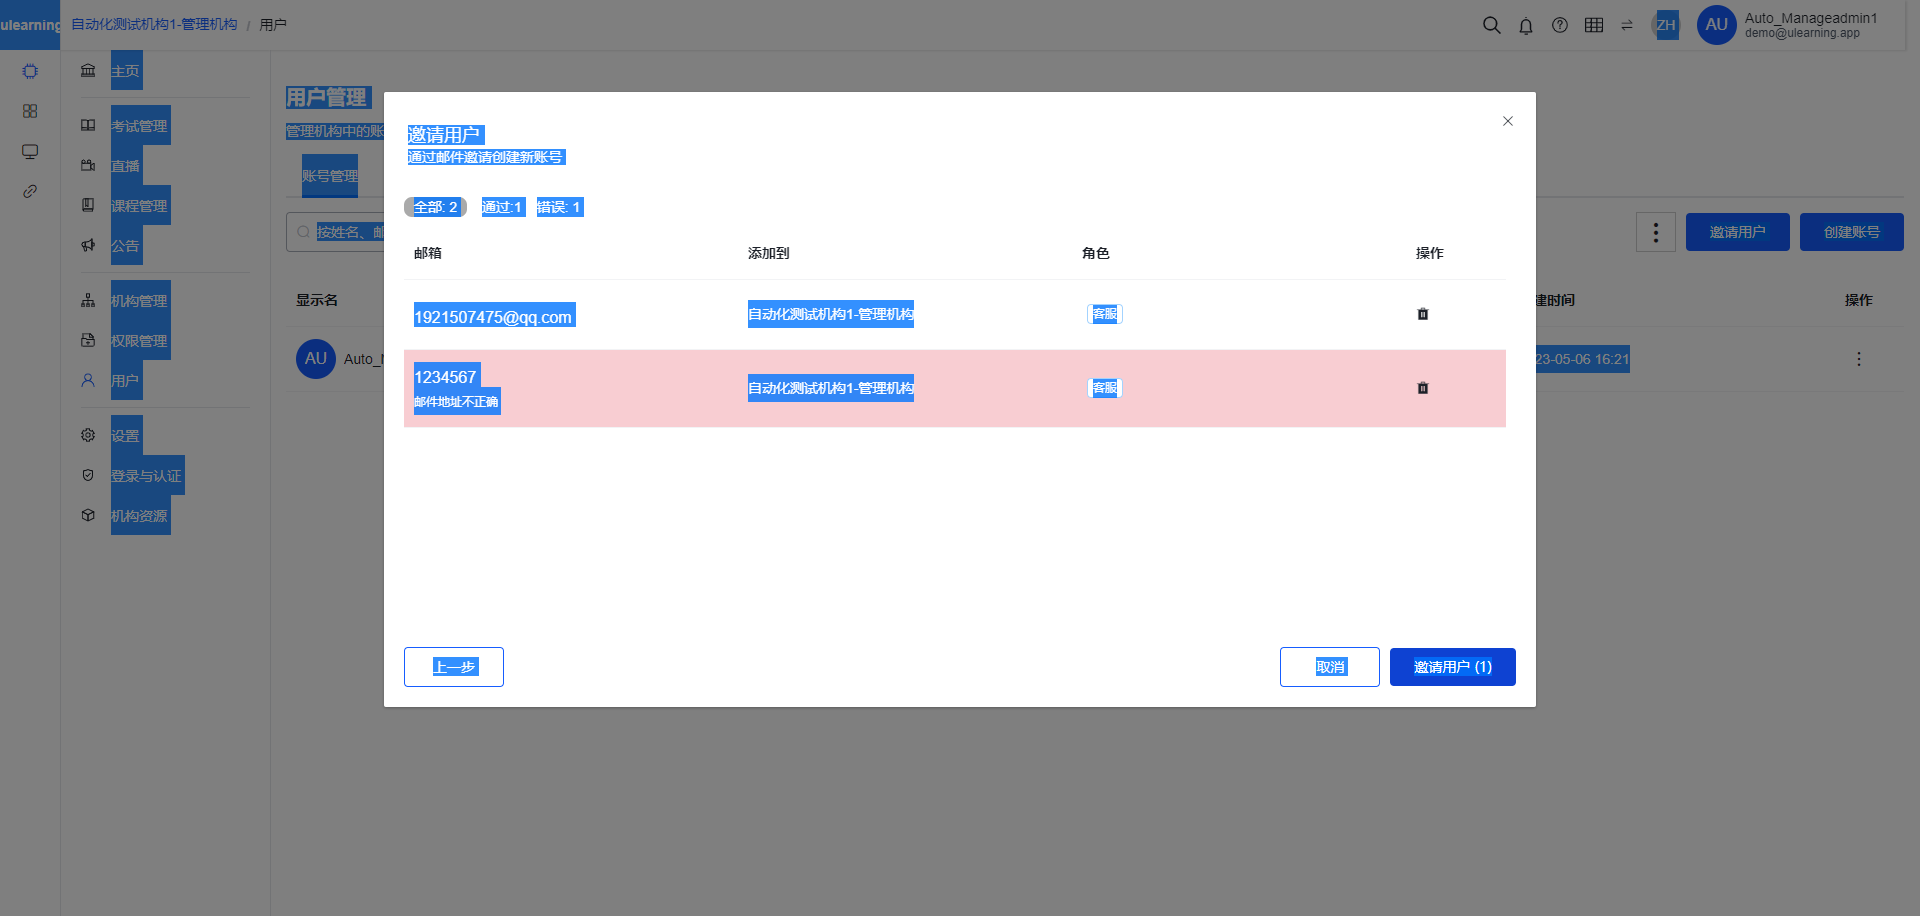 ulearning
自动化测试机构1-管理机构 / 用户
ZH
AU
Auto_Manageadmin1
demo@ulearning.app
主页
考试管理
直播
课程管理
公告
机构管理
权限管理
用户
设置
登录与认证
机构资源
用户管理
管理机构中的账
账号管理
按姓名、邮
邀请用户
创建账号
显示名
建时间
操作
AU
Auto_
23-05-06 16:21
邀请用户
通过邮件邀请创建新账号
全部: 2 通过:1 错误: 1
邮箱 添加到 角色 操作
1921507475@qq.com 自动化测试机构1-管理机构 客服
1234567 自动化测试机构1-管理机构 客服
邮件地址不正确
上一步
取消
邀请用户 (1)